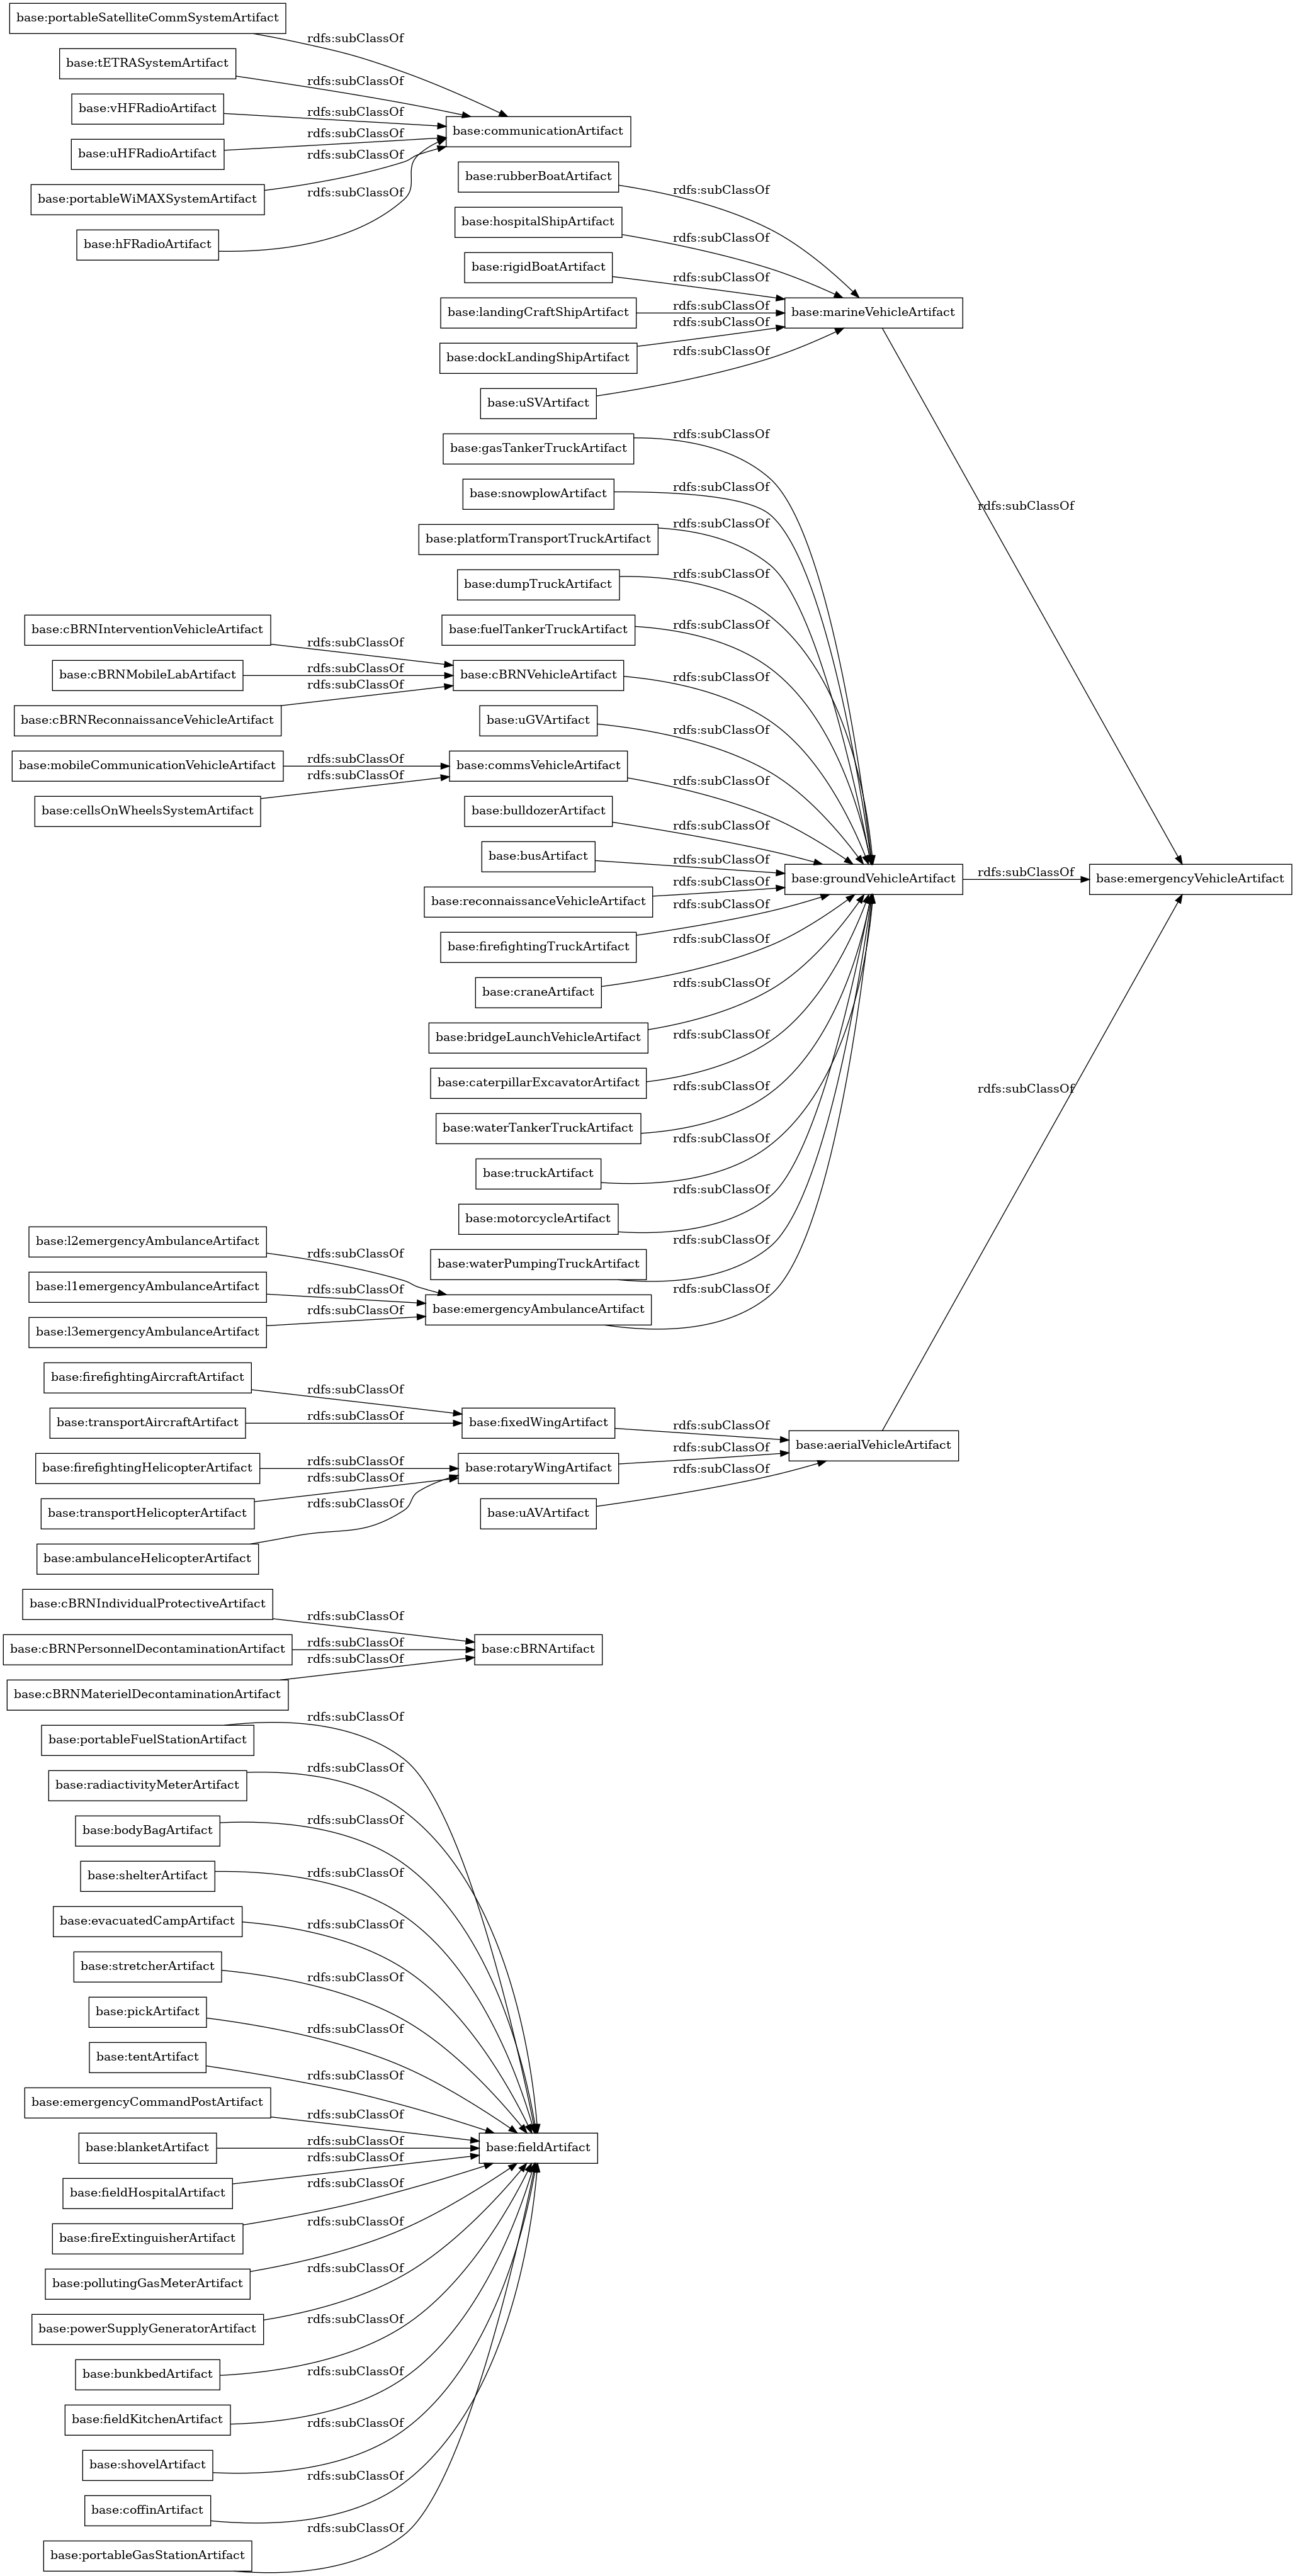 base:portableSatelliteCommSystemArtifact
rdfs:subClassOf
base:tETRASystemArtifact
rdfs:subClassOf
base:vHFRadioArtifact
rdfs:subClassOf
base:communicationArtifact
rdfs:subClassOf
base:uHFRadioArtifact
rdfs:subClassOf
base:rubberBoatArtifact
rdfs:subClassOf
base:portableWiMAXSystemArtifact
rdfs:subClassOf
base:hospitalShipArtifact
rdfs:subClassOf
base:hFRadioArtifact
base:rigidBoatArtifact
rdfs:subClassOf
base:landingCraftShipArtifact
rdfs:subClassOf
base:marineVehicleArtifact
rdfs:subClassOf
base:dockLandingShipArtifact
rdfs:subClassOf
base:uSVArtifact
rdfs:subClassOf
base:gasTankerTruckArtifact
rdfs:subClassOf
base:snowplowArtifact
rdfs:subClassOf
rdfs:subClassOf
base:platformTransportTruckArtifact
rdfs:subClassOf
base:dumpTruckArtifact
rdfs:subClassOf
base:cBRNInterventionVehicleArtifact
rdfs:subClassOf
base:fuelTankerTruckArtifact
rdfs:subClassOf
base:cBRNMobileLabArtifact
rdfs:subClassOf
base:cBRNVehicleArtifact
rdfs:subClassOf
rdfs:subClassOf
base:cBRNReconnaissanceVehicleArtifact
base:uGVArtifact
rdfs:subClassOf
base:mobileCommunicationVehicleArtifact
rdfs:subClassOf
base:commsVehicleArtifact
rdfs:subClassOf
rdfs:subClassOf
base:cellsOnWheelsSystemArtifact
base:bulldozerArtifact
rdfs:subClassOf
base:busArtifact
rdfs:subClassOf
base:groundVehicleArtifact
rdfs:subClassOf
base:emergencyVehicleArtifact
base:reconnaissanceVehicleArtifact
rdfs:subClassOf
rdfs:subClassOf
base:firefightingTruckArtifact
rdfs:subClassOf
base:craneArtifact
rdfs:subClassOf
base:bridgeLaunchVehicleArtifact
rdfs:subClassOf
base:caterpillarExcavatorArtifact
rdfs:subClassOf
rdfs:subClassOf
base:waterTankerTruckArtifact
rdfs:subClassOf
base:truckArtifact
rdfs:subClassOf
base:motorcycleArtifact
rdfs:subClassOf
base:l2emergencyAmbulanceArtifact
rdfs:subClassOf
base:waterPumpingTruckArtifact
rdfs:subClassOf
base:l1emergencyAmbulanceArtifact
rdfs:subClassOf
base:emergencyAmbulanceArtifact
rdfs:subClassOf
base:l3emergencyAmbulanceArtifact
base:firefightingAircraftArtifact
rdfs:subClassOf
base:transportAircraftArtifact
rdfs:subClassOf
base:fixedWingArtifact
rdfs:subClassOf
base:aerialVehicleArtifact
base:firefightingHelicopterArtifact
rdfs:subClassOf
base:rotaryWingArtifact
rdfs:subClassOf
rdfs:subClassOf
base:transportHelicopterArtifact
rdfs:subClassOf
base:uAVArtifact
rdfs:subClassOf
base:ambulanceHelicopterArtifact
base:cBRNIndividualProtectiveArtifact
rdfs:subClassOf
base:cBRNPersonnelDecontaminationArtifact
rdfs:subClassOf
base:cBRNArtifact
rdfs:subClassOf
base:cBRNMaterielDecontaminationArtifact
rdfs:subClassOf
base:portableFuelStationArtifact
rdfs:subClassOf
base:radiactivityMeterArtifact
rdfs:subClassOf
base:bodyBagArtifact
rdfs:subClassOf
base:shelterArtifact
rdfs:subClassOf
base:evacuatedCampArtifact
rdfs:subClassOf
base:stretcherArtifact
rdfs:subClassOf
base:pickArtifact
rdfs:subClassOf
base:tentArtifact
base:emergencyCommandPostArtifact
rdfs:subClassOf
base:blanketArtifact
rdfs:subClassOf
base:fieldArtifact
rdfs:subClassOf
base:fieldHospitalArtifact
rdfs:subClassOf
base:fireExtinguisherArtifact
rdfs:subClassOf
base:pollutingGasMeterArtifact
rdfs:subClassOf
base:powerSupplyGeneratorArtifact
rdfs:subClassOf
base:bunkbedArtifact
rdfs:subClassOf
base:fieldKitchenArtifact
rdfs:subClassOf
base:shovelArtifact
rdfs:subClassOf
base:coffinArtifact
rdfs:subClassOf
base:portableGasStationArtifact